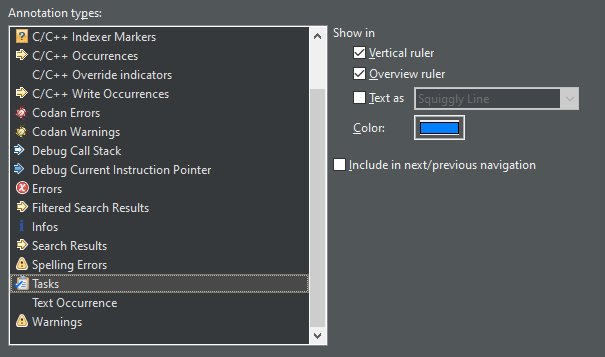 Annotation types:
C/C++ Indexer Markers
C/C++ Occurrences
C/C++ Override indicators
C/C++ Write Occurrences
Codan Errors
Codan Warnings
Debug Call Stack
Debug Current Instruction Pointer
Errors
Filtered Search Results
Infos
Search Results
Spelling Errors
Tasks
Text Occurrence
Warnings
Show in
Vertical ruler
Overview ruler
Text as Squiggly Line
Color:
Include in next/previous navigation